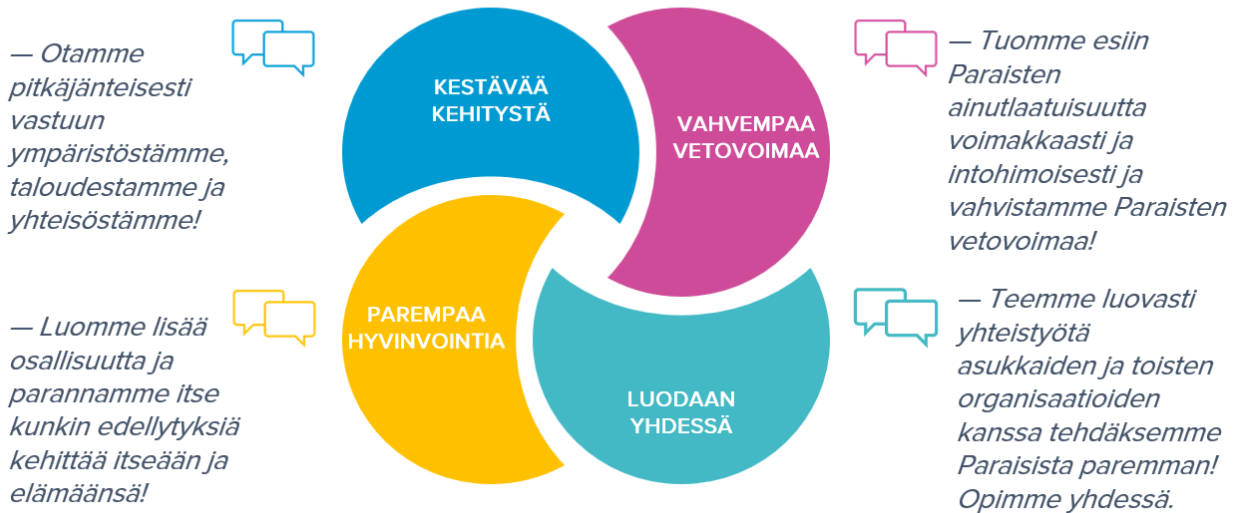 — Otamme
pitkäjänteisesti
vastuun
ympäristöstämme,
taloudestamme ja
yhteisöstämme!
KESTÄVÄÄ
KEHITYSTÄ
VAHVEMPAA
VETOVOIMAA
— Tuomme esiin
Paraisten
ainutlaatuisuutta
voimakkaasti ja
intohimoisesti ja
vahvistamme Paraisten
vetovoimaa!
— Luomme lisää
osallisuutta ja
parannamme itse
kunkin edellytyksiä
kehittää itseään ja
elämäänsä!
PAREMPAA
HYVINVOINTIA
LUODAAN
YHDESSÄ
— Teemme luovasti
yhteistyötä
asukkaiden ja toisten
organisaatioiden
kanssa tehdäksemme
Paraisista paremman!
Opimme yhdessä.